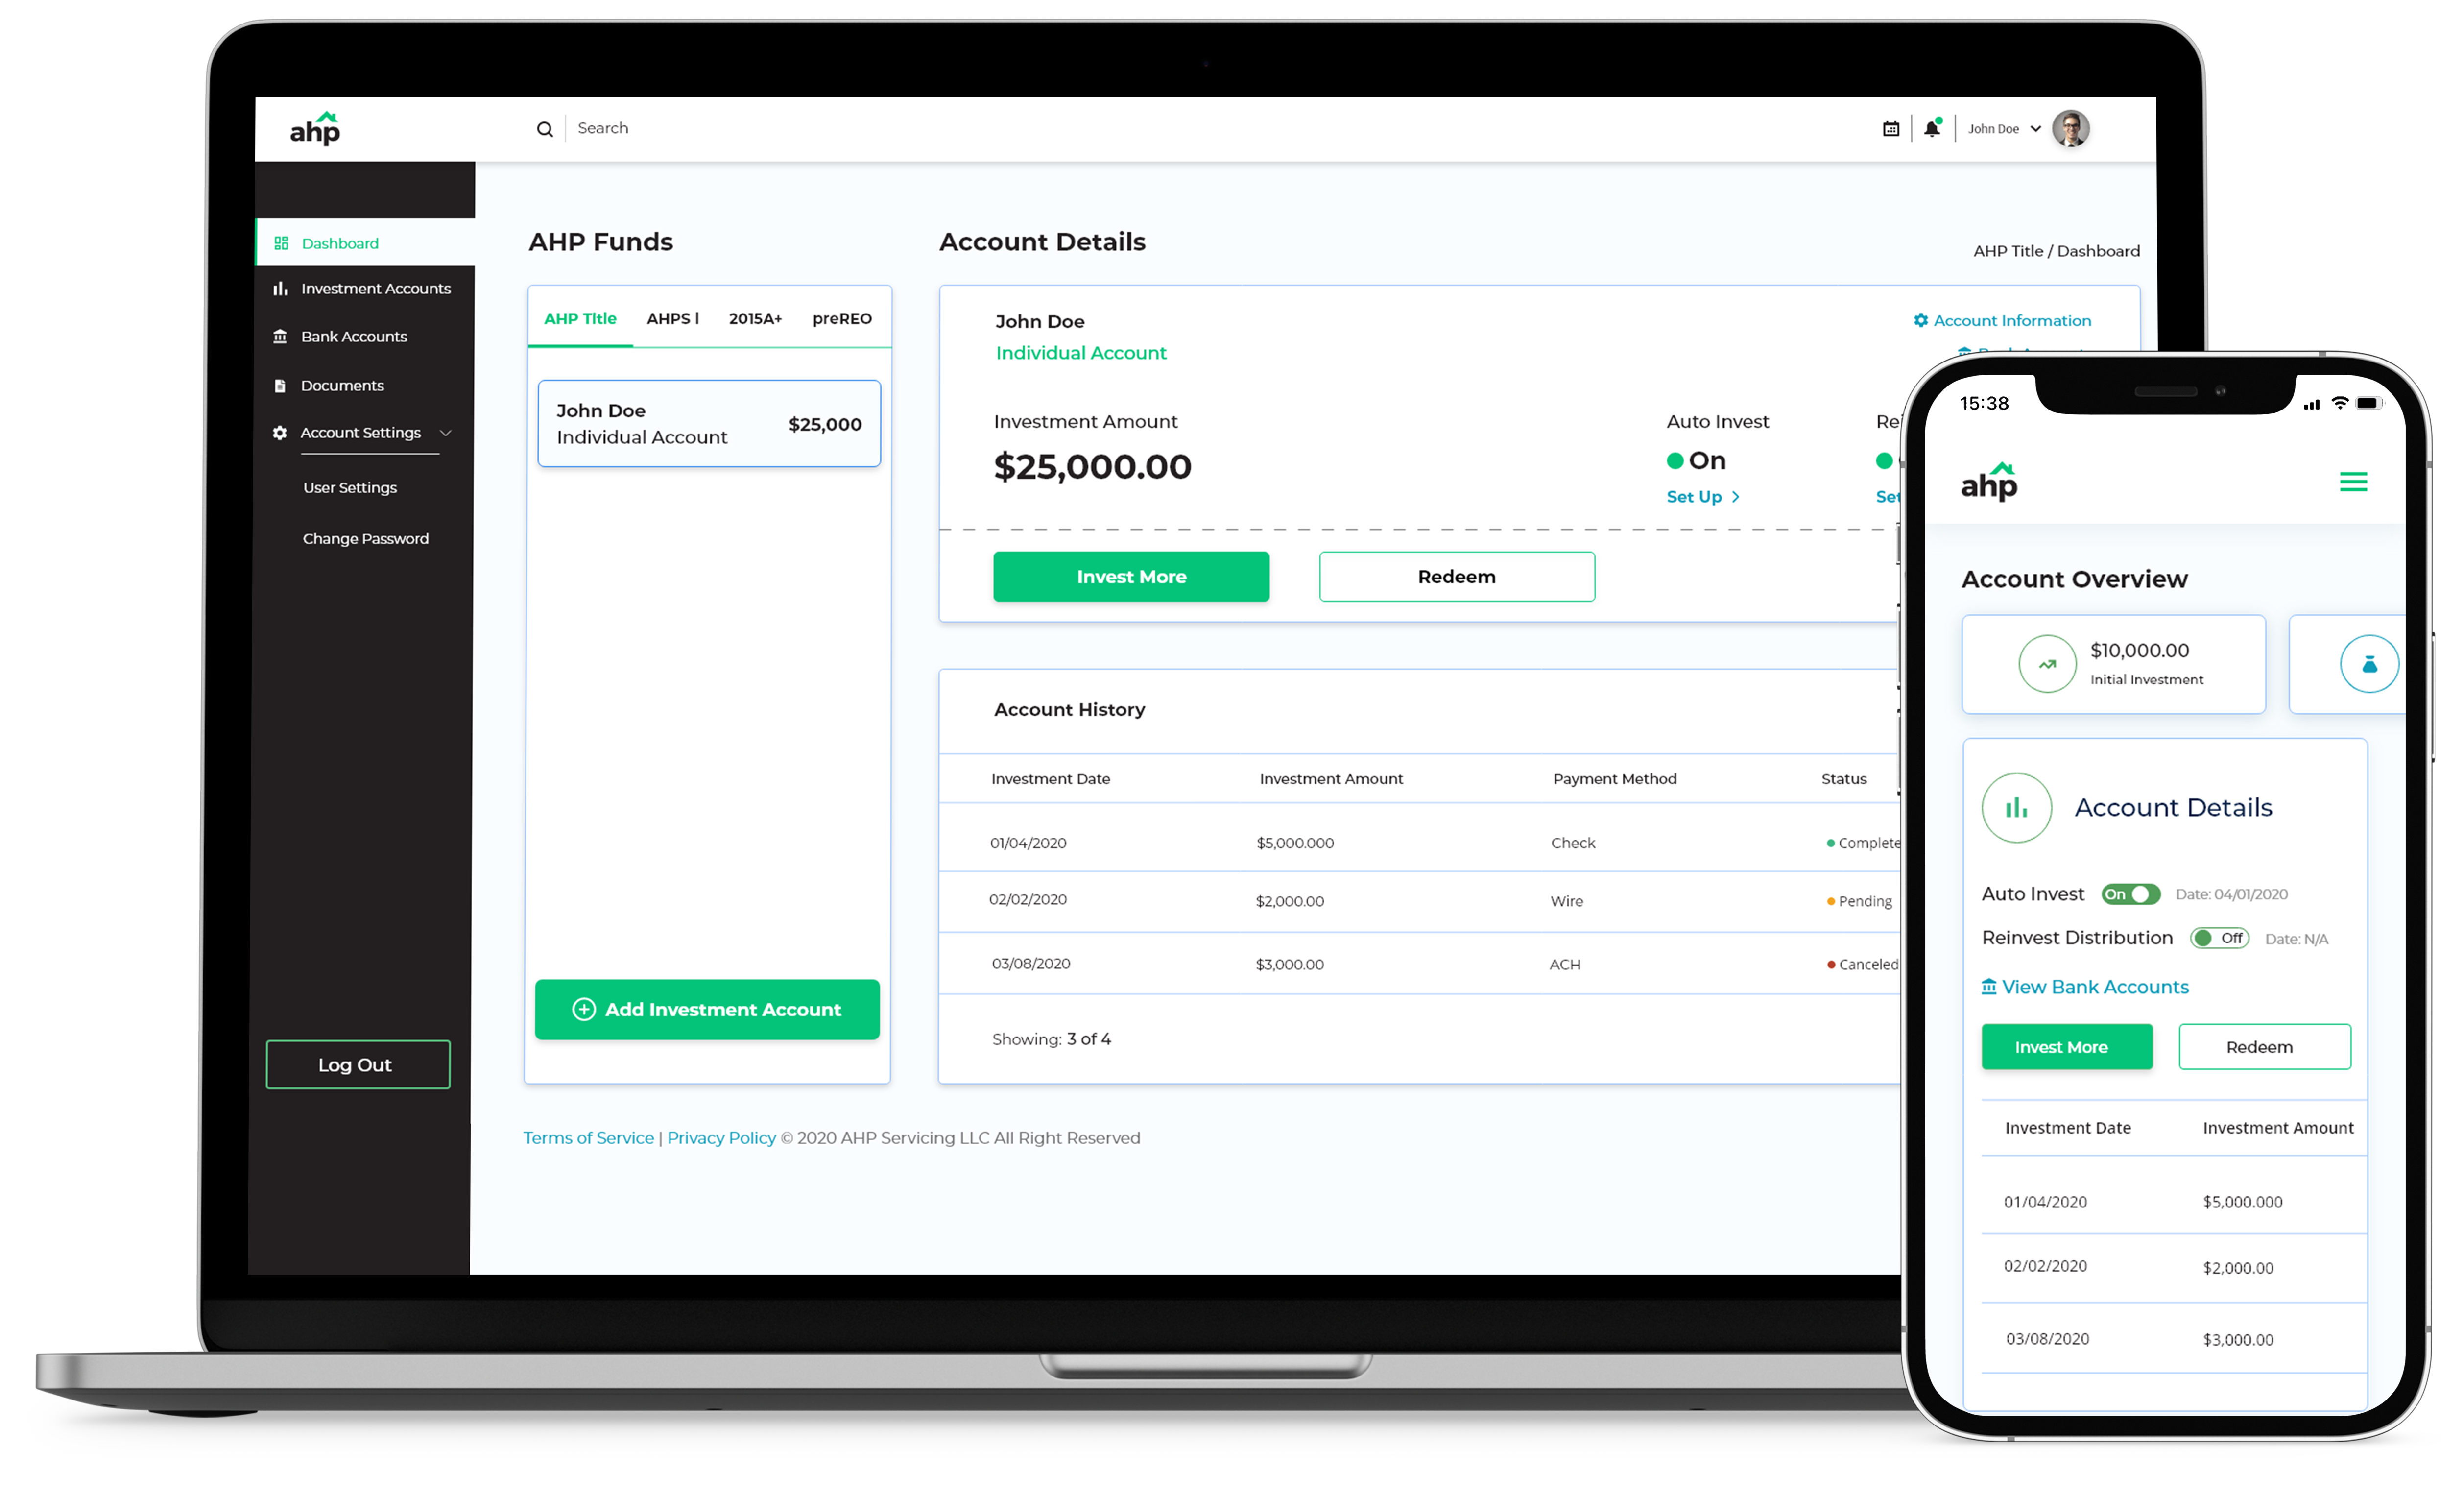 ahp
Search
John Doe
Dashboard
Investment Accounts
Bank Accounts
Documents
Account Settings
User Settings
Change Password
Log Out
AHP Funds
AHP Title AHPS I 2015A+ preREO
John Doe
Individual Account
$25,000
Add Investment Account
Account Details
AHP Title / Dashboard
John Doe
Individual Account
Account Information
Investment Amount
$25,000.00
Auto Invest
On
Set Up >
Invest More
Redeem
Account History
Investment Date Investment Amount Payment Method Status
01/04/2020 $5,000.000 Check Complete
02/02/2020 $2,000.00 Wire Pending
03/08/2020 $3,000.00 ACH Canceled
Showing: 3 of 4
Terms of Service | Privacy Policy © 2020 AHP Servicing LLC All Right Reserved
15:38
ahp
Account Overview
$10,000.00
Initial Investment
Account Details
Auto Invest On Date: 04/01/2020
Reinvest Distribution Off Date: N/A
View Bank Accounts
Invest More
Redeem
Investment Date Investment Amount
01/04/2020 $5,000.000
02/02/2020 $2,000.00
03/08/2020 $3,000.00